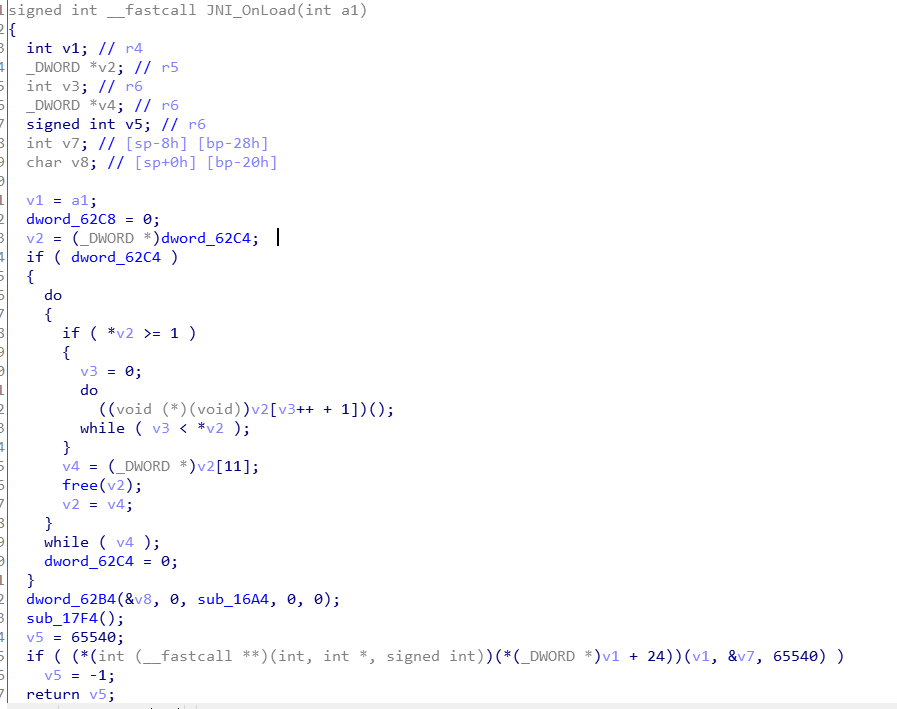 signed int __fastcall JNI_OnLoad(int a1)
{
  int v1; // r4
  _DWORD *v2; // r5
  int v3; // r6
  _DWORD *v4; // r6
  signed int v5; // r6
  int v7; // [sp-8h] [bp-28h]
  char v8; // [sp+0h] [bp-20h]

  v1 = a1;
  dword_62C8 = 0;
  v2 = (_DWORD *)dword_62C4;
  if ( dword_62C4 )
  {
    do
    {
      if ( *v2 >= 1 )
      {
        v3 = 0;
        do
          ((void (*)(void))v2[v3++ + 1])();
        while ( v3 < *v2 );
      }
      v4 = (_DWORD *)v2[11];
      free(v2);
      v2 = v4;
    }
    while ( v4 );
    dword_62C4 = 0;
  }
  dword_62B4(&v8, 0, sub_16A4, 0, 0);
  sub_17F4();
  v5 = 65540;
  if ( (*(int (__fastcall **)(int, int *, signed int))(*(_DWORD *)v1 + 24))(v1, &v7, 65540) )
    v5 = -1;
  return v5;